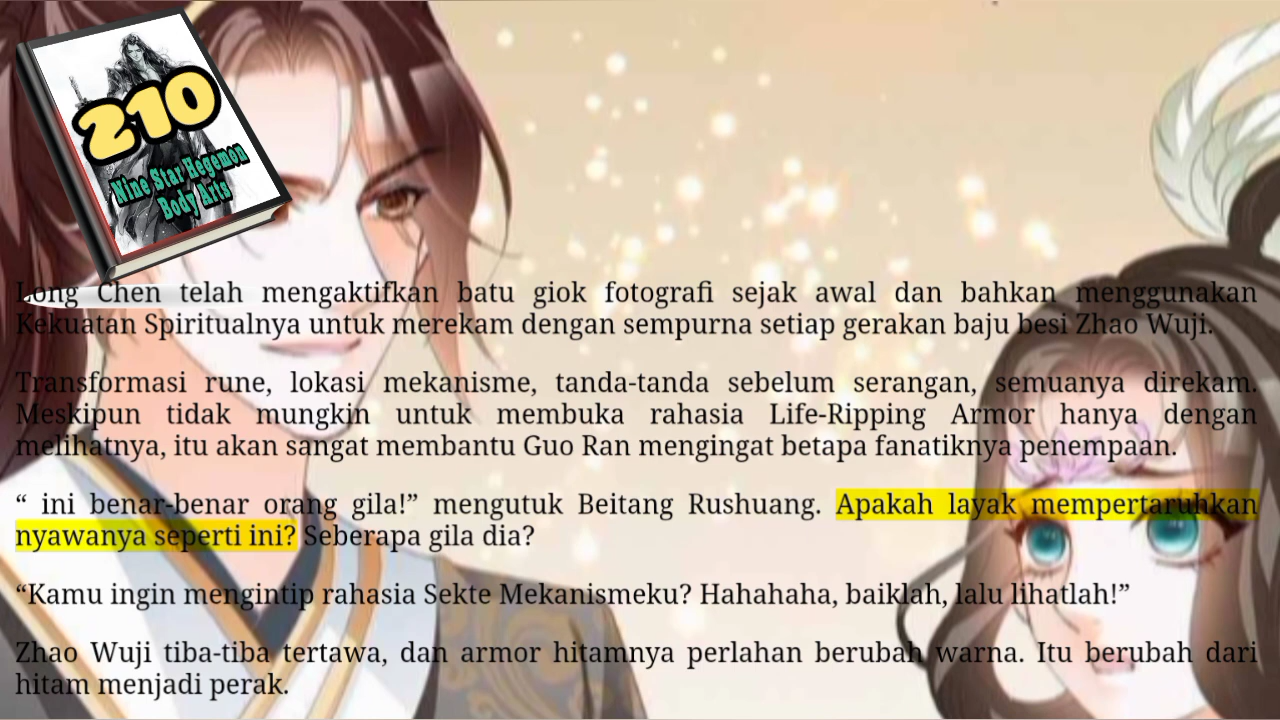 210
Nine Star Hegemon
Body Arts
Long Chen telah mengaktifkan batu giok fotografi sejak awal dan bahkan menggunakan
Kekuatan Spiritualnya untuk merekam dengan sempurna setiap gerakan baju besi Zhao Wuji.
Transformasi rune, lokasi mekanisme, tanda-tanda sebelum serangan, semuanya direkam.
Meskipun tidak mungkin untuk membuka rahasia Life-Ripping Armor hanya dengan
melihatnya, itu akan sangat membantu Guo Ran mengingat betapa fanatiknya penempaan.
“ ini benar-benar orang gila!” mengutuk Beitang Rushuang. Apakah layak mempertaruhkan
nyawanya seperti ini? Seberapa gila dia?
“Kamu ingin mengintip rahasia Sekte Mekanismeku? Hahahaha, baiklah, lalu lihatlah!”
Zhao Wuji tiba-tiba tertawa, dan armor hitamnya perlahan berubah warna. Itu berubah dari
hitam menjadi perak.